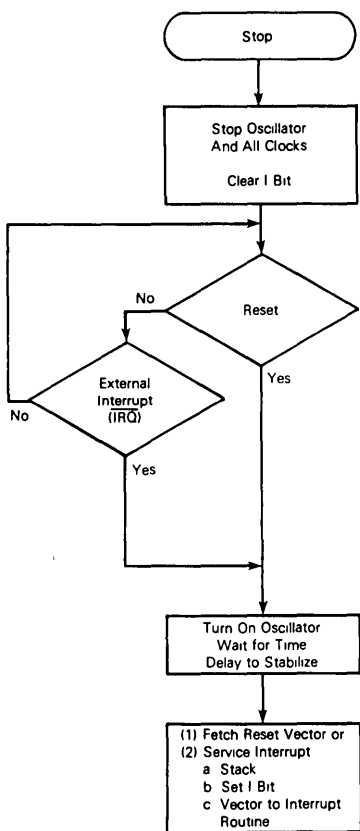 Stop
Stop Oscillator
And All Clocks
Clear I Bit
Reset
No
Yes
External
Interrupt
(IRQ)
No
Yes
Turn On Oscillator
Wait for Time
Delay to Stabilize
(1) Fetch Reset Vector or
(2) Service Interrupt
a Stack
b Set I Bit
c Vector to Interrupt
Routine